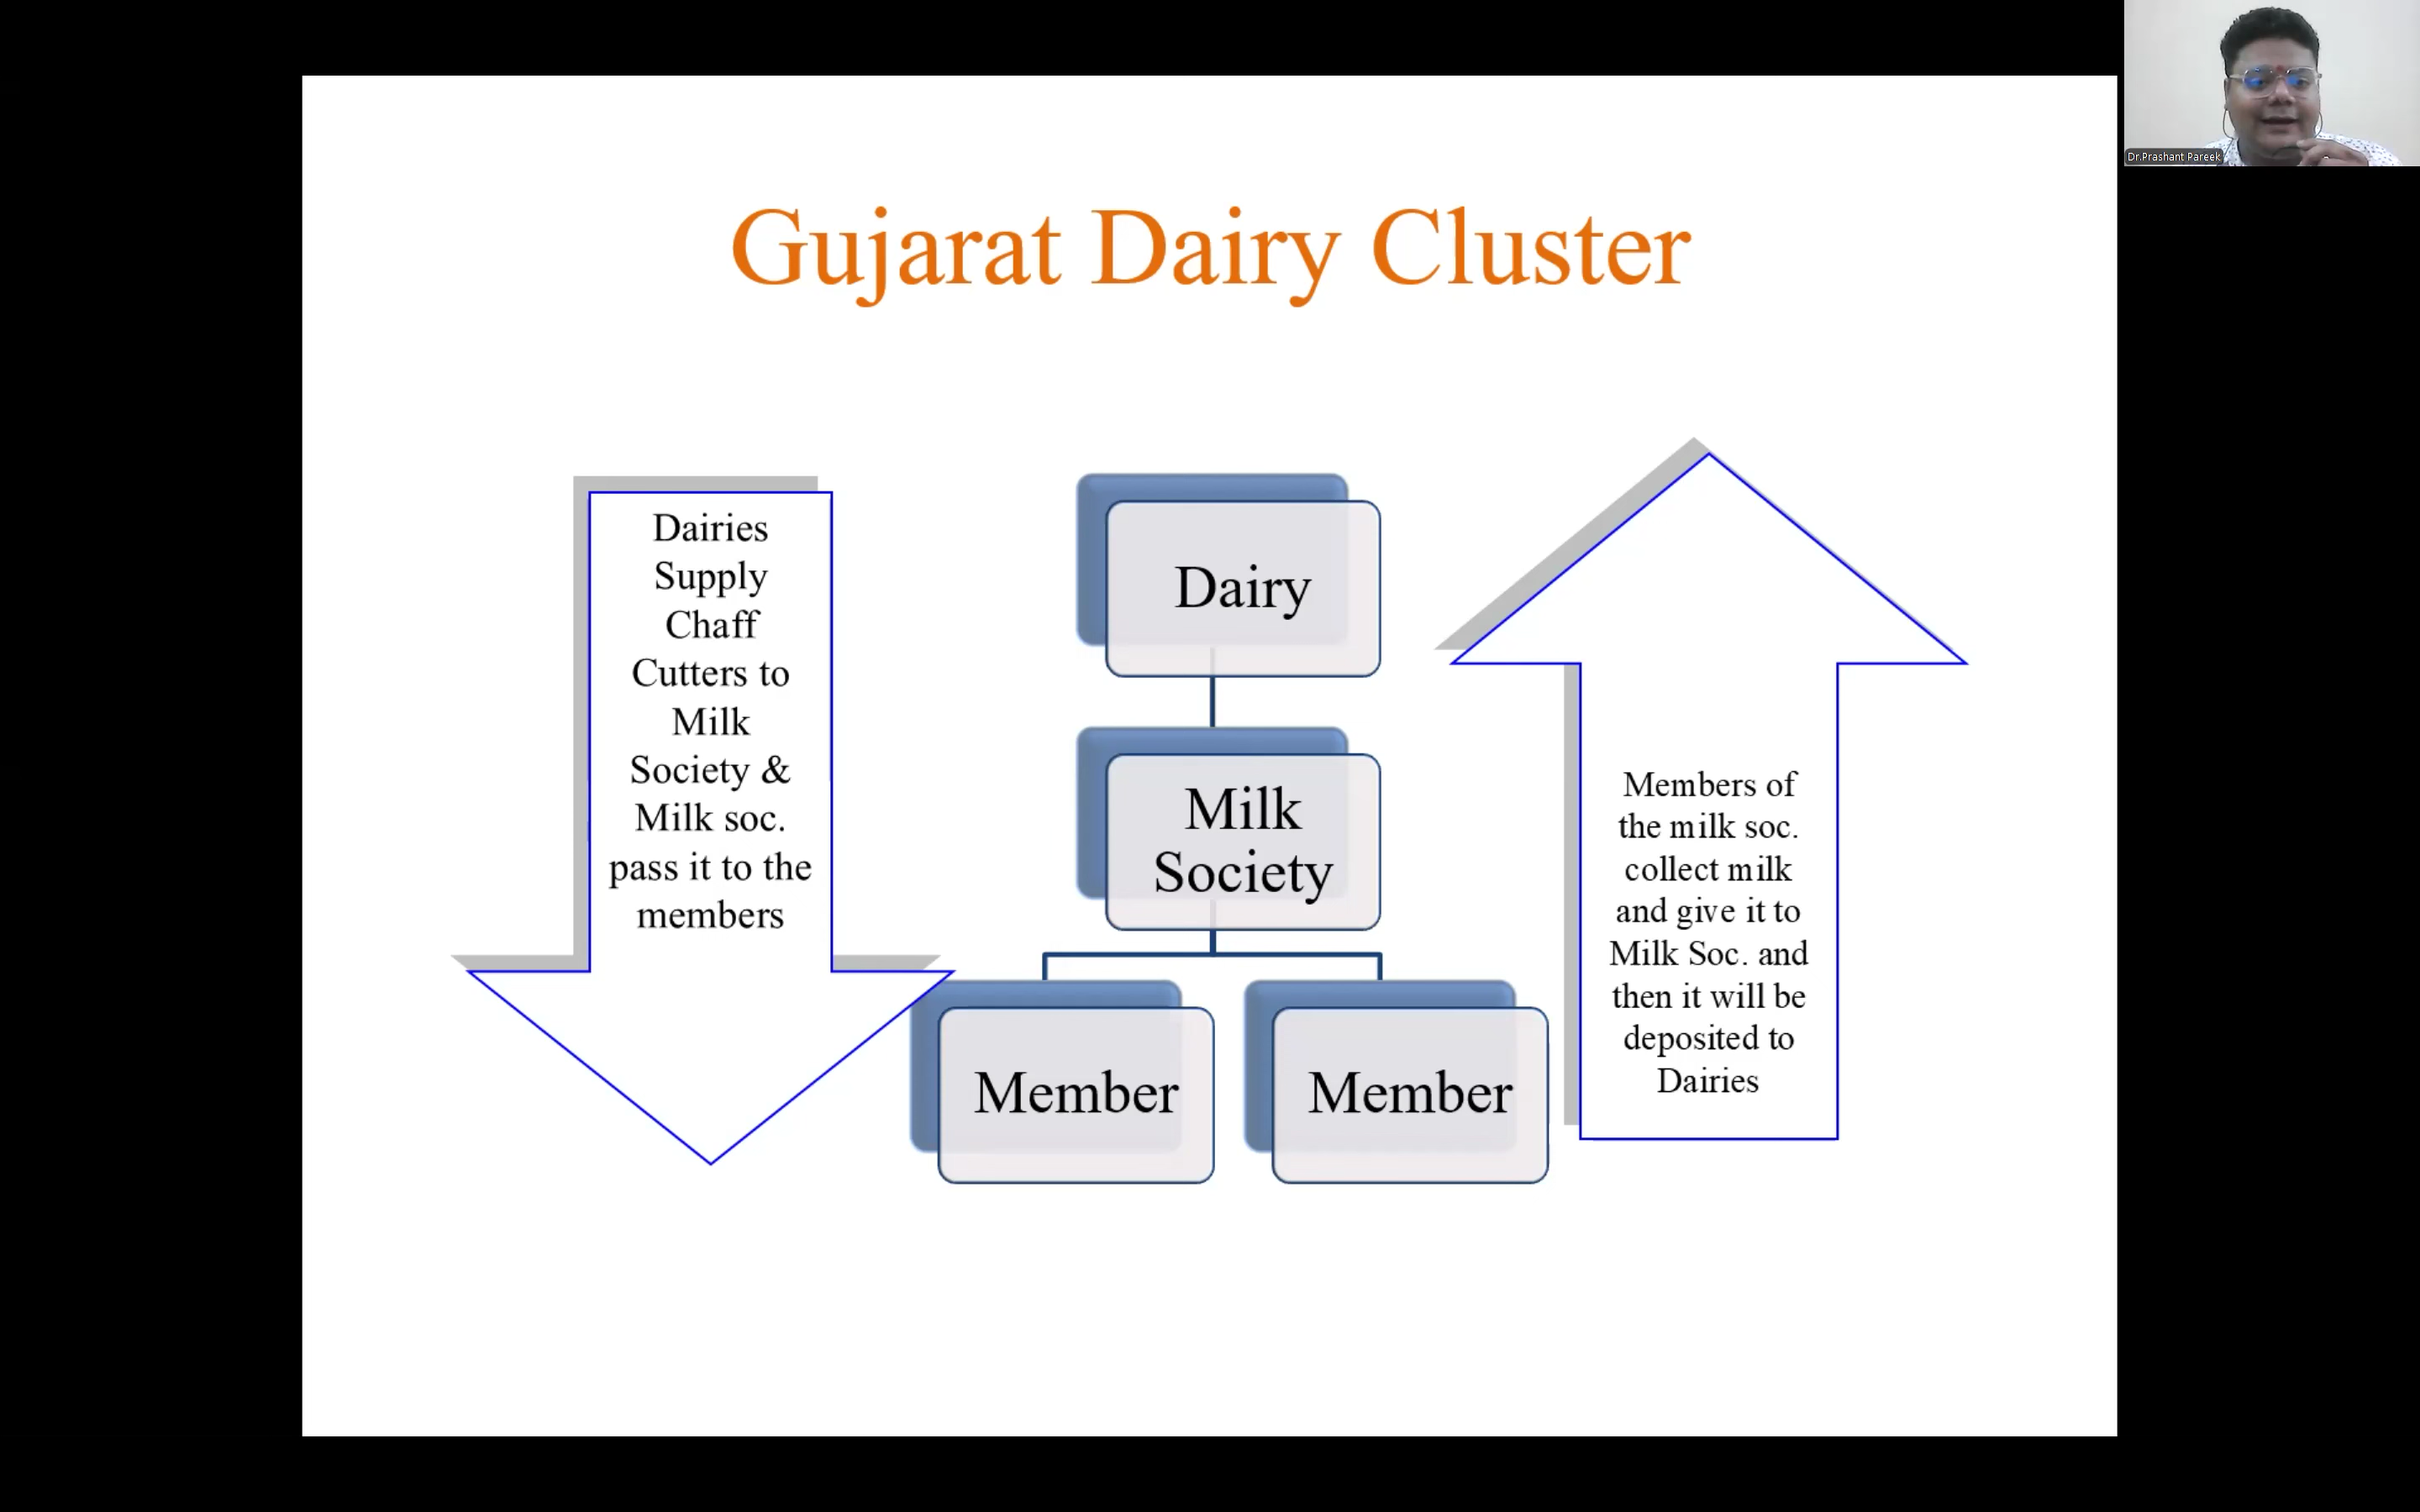 Dr.Prashant Pareek
Gujarat Dairy Cluster
Dairies
Supply
Chaff
Cutters to
Milk
Society &
Milk soc.
pass it to the
members
Dairy
Milk
Society
Member
Member
Members of
the milk soc.
collect milk
and give it to
Milk Soc. and
then it will be
deposited to
Dairies